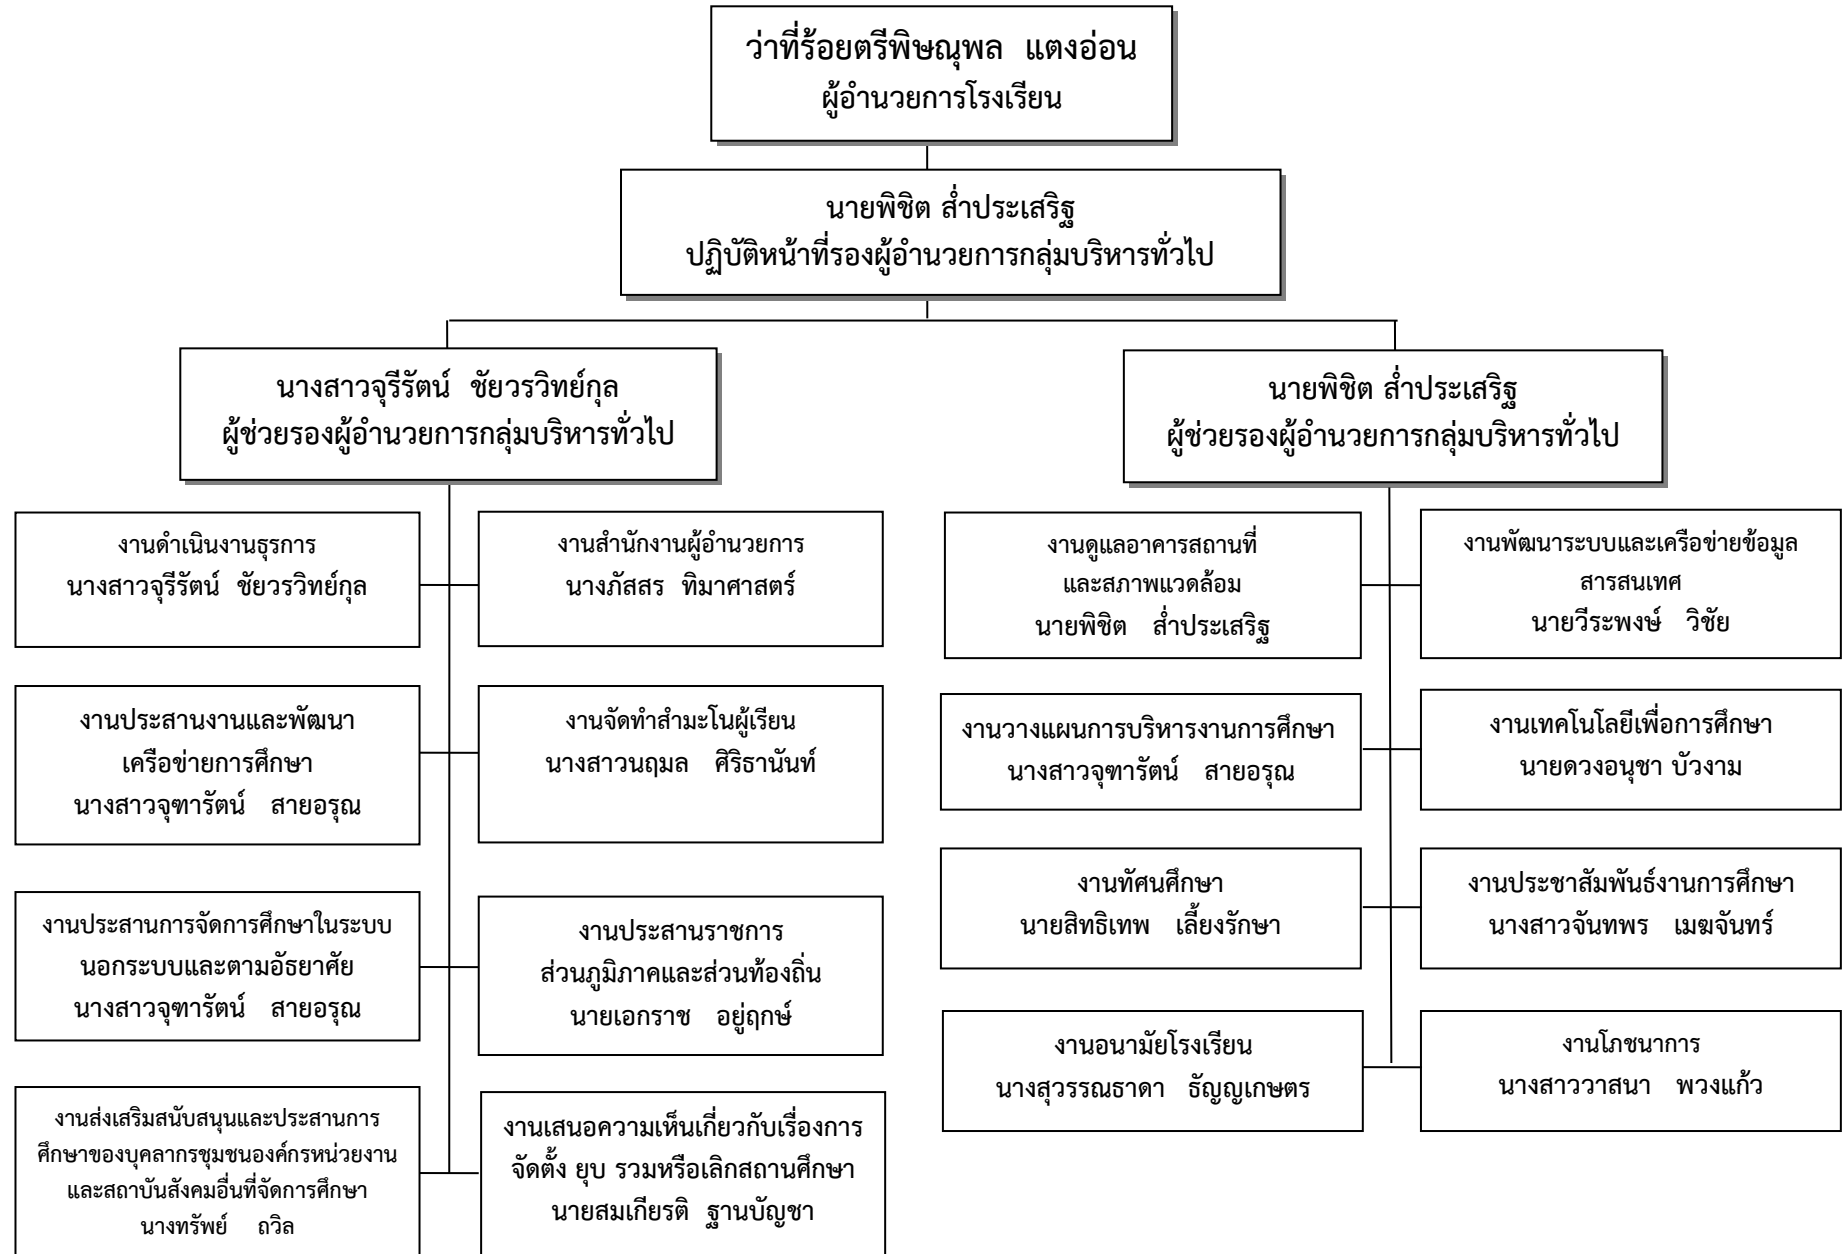 ว่าที่ร้อยตรีพิษณุพล แตงอ่อน
ผู้อำนวยการโรงเรียน
นายพิชิต ส่ำประเสริฐ
ปฏิบัติหน้าที่รองผู้อำนวยการกลุ่มบริหารทั่วไป
นางสาวจุรีรัตน์ ชัยวรวิทย์กุล
ผู้ช่วยรองผู้อำนวยการกลุ่มบริหารทั่วไป
นายพิชิต ส่ำประเสริฐ
ผู้ช่วยรองผู้อำนวยการกลุ่มบริหารทั่วไป
งานดำเนินงานธุรการ
นางสาวจุรีรัตน์ ชัยวรวิทย์กุล
งานสำนักงานผู้อำนวยการ
นางภัสสร ทิมาศาสตร์
งานดูแลอาคารสถานที่
และสภาพแวดล้อม
นายพิชิต ส่ำประเสริฐ
งานพัฒนาระบบและเครือข่ายข้อมูล
สารสนเทศ
นายวีระพงษ์ วิชัย
งานประสานงานและพัฒนา
เครือข่ายการศึกษา
นางสาวจุฑารัตน์ สายอรุณ
งานจัดทำสำมะโนผู้เรียน
นางสาวนฤมล ศิริธานันท์
งานวางแผนการบริหารงานการศึกษา
นางสาวจุฑารัตน์ สายอรุณ
งานเทคโนโลยีเพื่อการศึกษา
นายดวงอนุชา บัวงาม
งานประสานการจัดการศึกษาในระบบ
นอกระบบและตามอัธยาศัย
นางสาวจุฑารัตน์ สายอรุณ
งานประสานราชการ
ส่วนภูมิภาคและส่วนท้องถิ่น
นายเอกราช อยู่ฤกษ์
งานทัศนศึกษา
นายสิทธิเทพ เลี้ยงรักษา
งานประชาสัมพันธ์งานการศึกษา
นางสาวจันทพร เมฆจันทร์
งานอนามัยโรงเรียน
นางสุวรรณธาดา ธัญญเกษตร
งานโภชนาการ
นางสาววาสนา พวงแก้ว
งานส่งเสริมสนับสนุนและประสานการ
ศึกษาของบุคลากรชุมชนองค์กรหน่วยงาน
และสถาบันสังคมอื่นที่จัดการศึกษา
นางทรัพย์ ถวิล
งานเสนอความเห็นเกี่ยวกับเรื่องการ
จัดตั้ง ยุบ รวมหรือเลิกสถานศึกษา
นายสมเกียรติ ฐานบัญชา